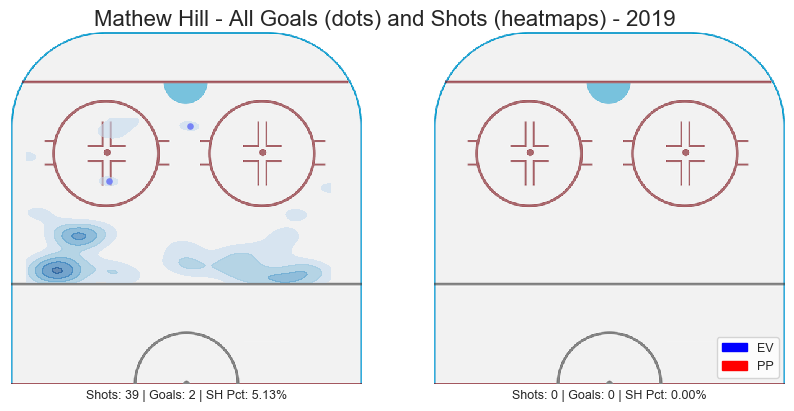 Mathew Hill - All Goals (dots) and Shots (heatmaps) - 2019
EV
PP
Shots: 39 | Goals: 2 | SH Pct: 5.13%
Shots: 0 | Goals: 0 | SH Pct: 0.00%